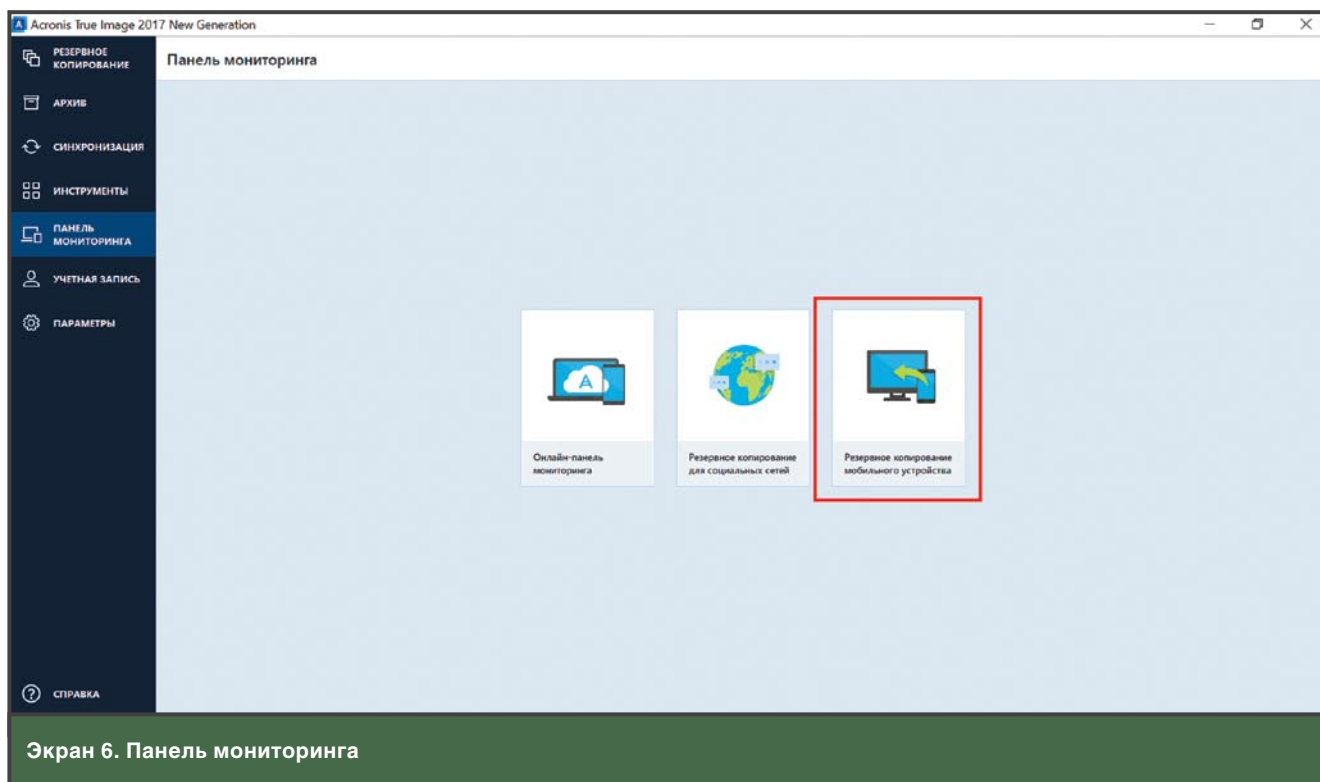 Acronis True Image 2017 New Generation
РЕЗЕРВНОЕ
КОПИРОВАНИЕ
АРХИВ
СИНХРОНИЗАЦИЯ
ИНСТРУМЕНТЫ
ПАНЕЛЬ
МОНИТОРИНГА
УЧЕТНАЯ ЗАПИСЬ
ПАРАМЕТРЫ
СПРАВКА
Панель мониторинга
Онлайн-панель
мониторинга
Резервное копирование
для социальных сетей
Резервное копирование
мобильного устройства
Экран 6. Панель мониторинга